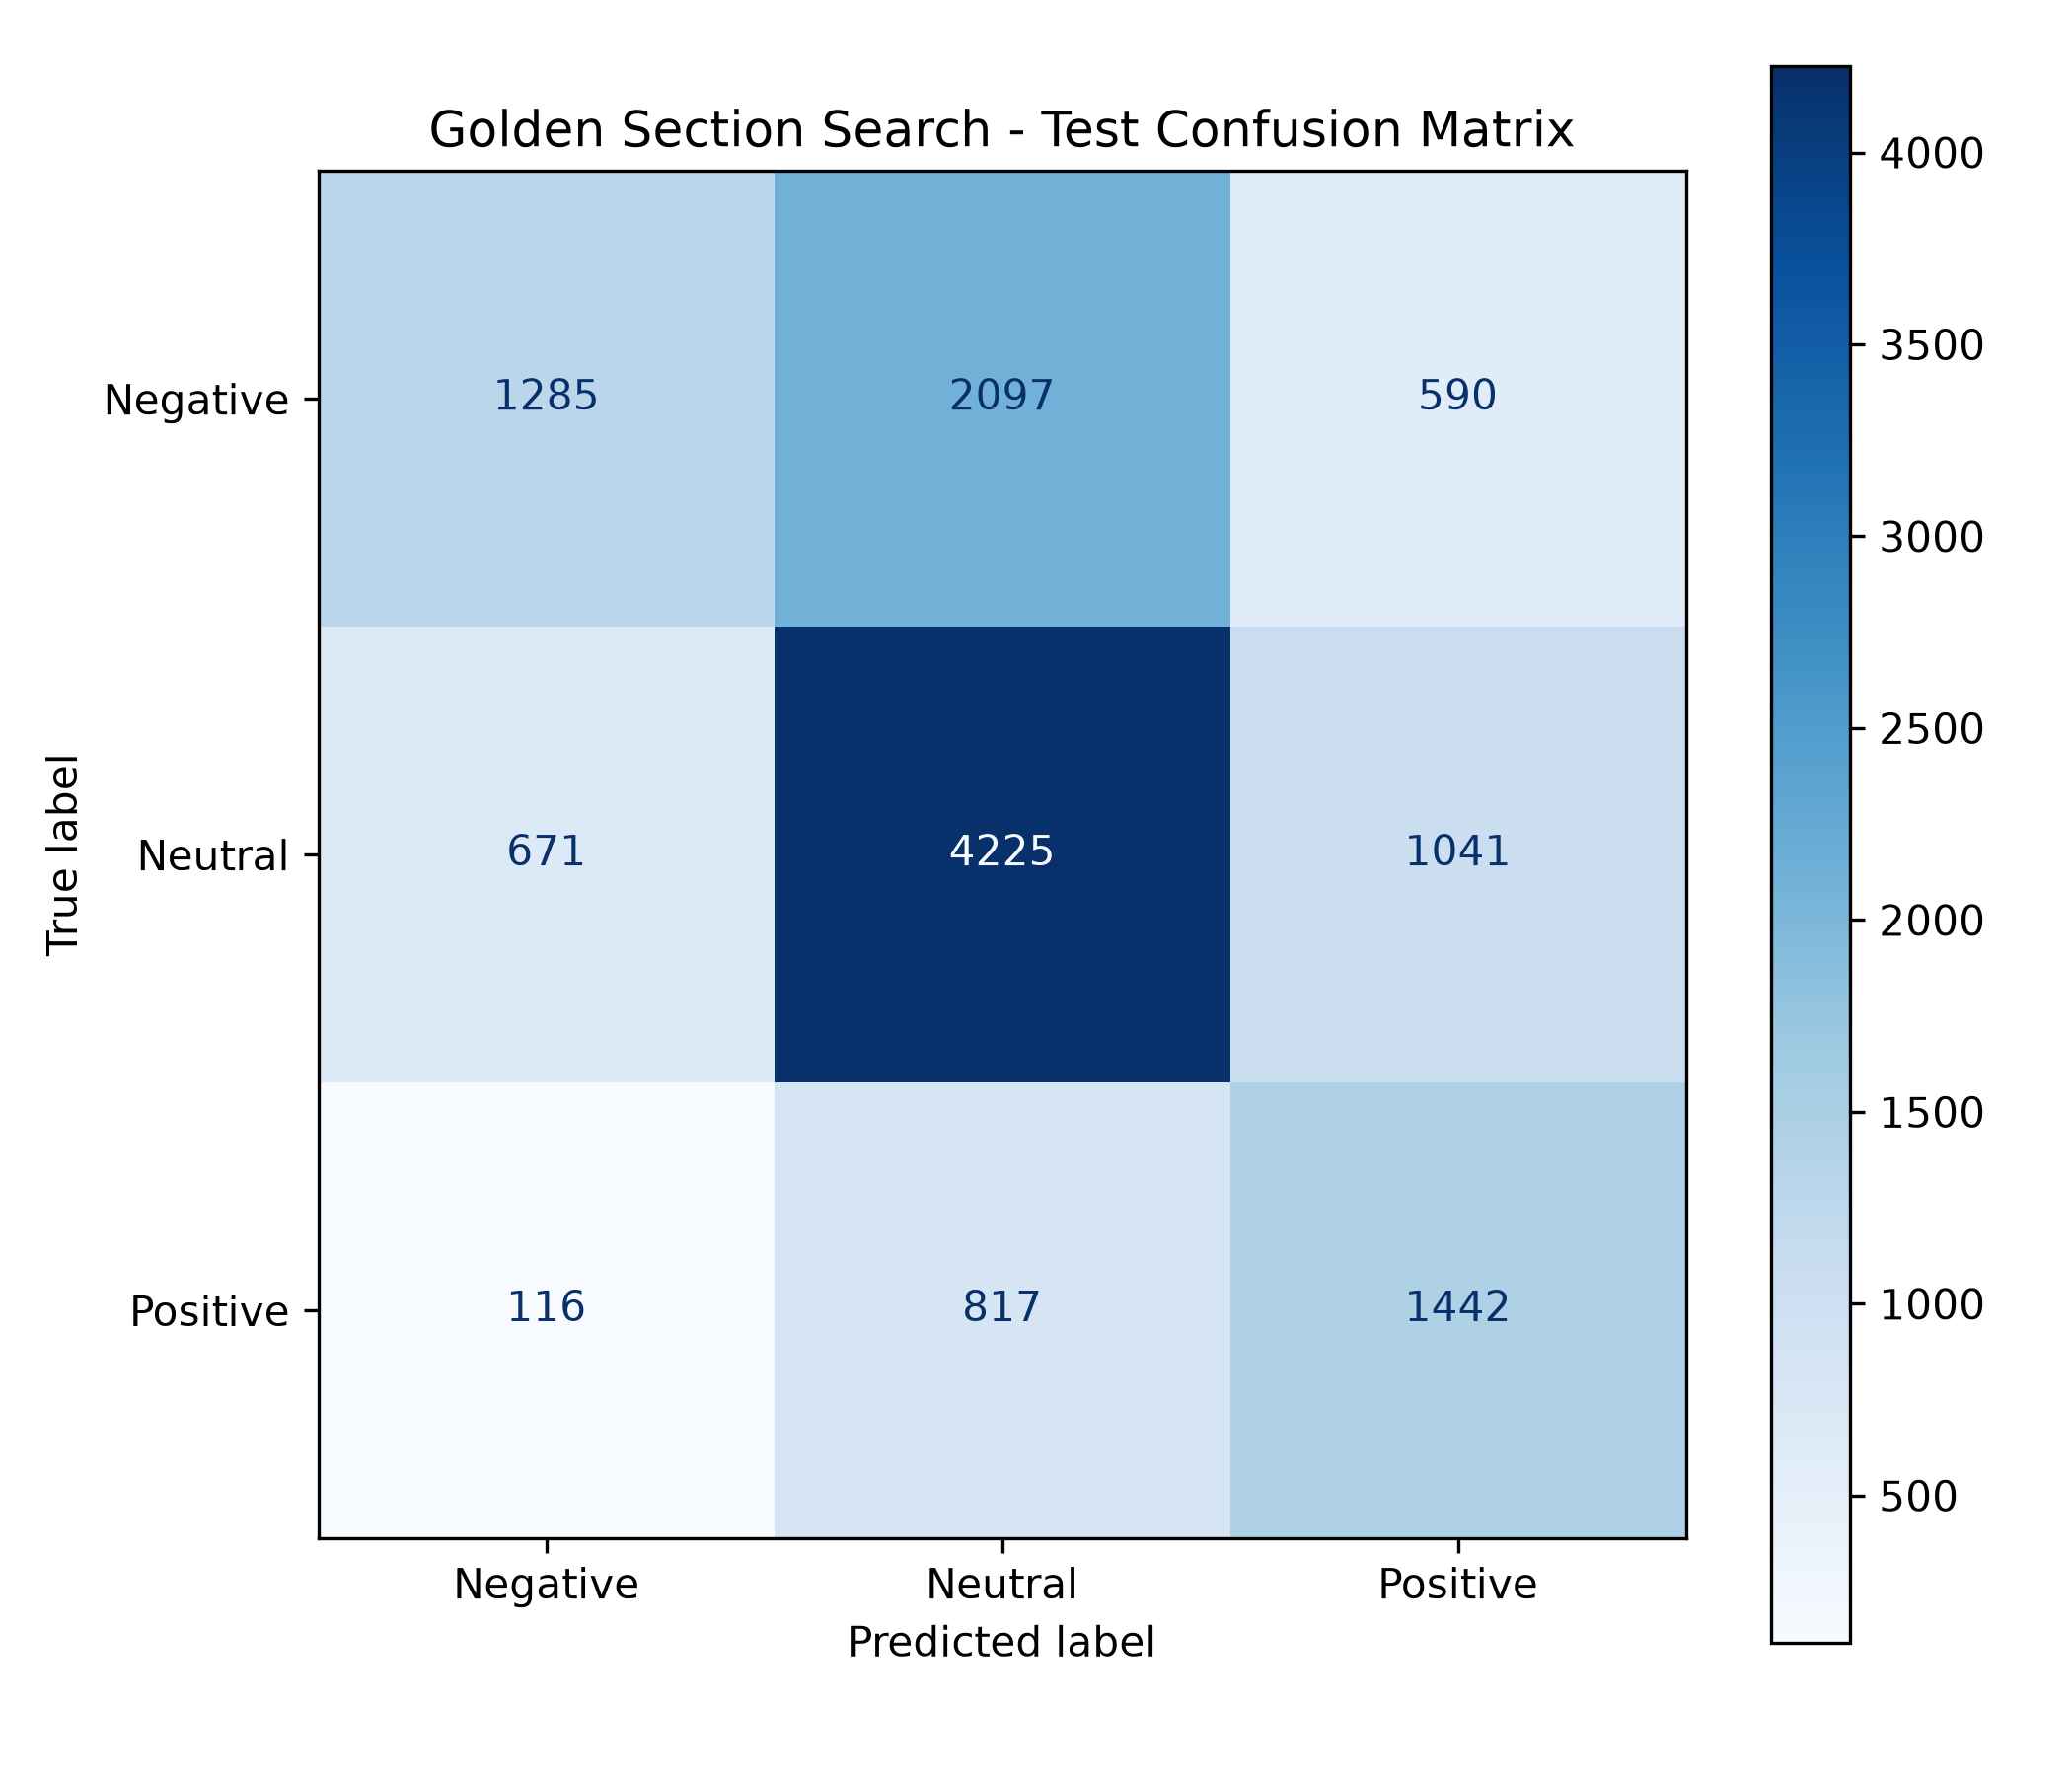 Golden Section Search - Test Confusion Matrix
True label
Negative
1285 2097 590
Neutral
671 4225 1041
Positive
116 817 1442
Negative Neutral Positive
Predicted label
4000
3500
3000
2500
2000
1500
1000
500